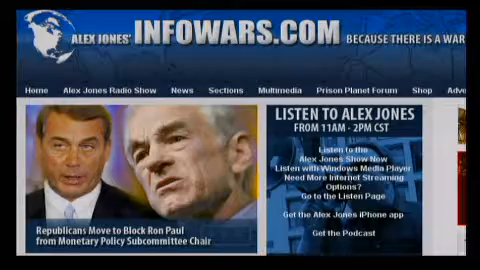 ALEX JONES' INFOWARS.COM BECAUSE THERE IS A WAR
Home Alex Jones Radio Show News Sections Multimedia Prison Planet Forum Shop Adve
LISTEN TO ALEX JONES
FROM 11AM - 2PM CST
Listen to the
Alex Jones Show Now
Listen with Windows Media Player
Need More Internet Streaming
Options?
Go to the Listen Page
Get the Alex Jones iPhone app
Get the Podcast
Republicans Move to Block Ron Paul
from Monetary Policy Subcommittee Chair